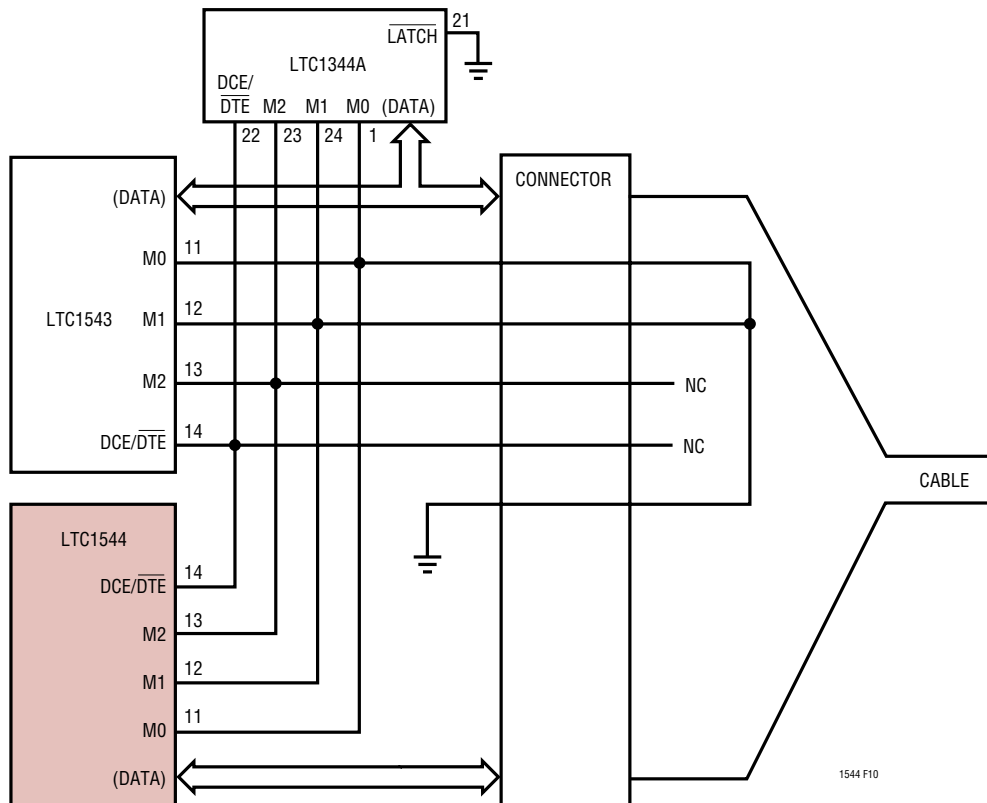 21
LATCH
LTC1344A
DCE/
DTE M2 M1 M0 (DATA)
22 23 24 1
CONNECTOR
(DATA)
M0 11
LTC1543 M1 12
M2 13
NC
DCE/DTE 14
NC
CABLE
LTC1544
DCE/DTE 14
M2 13
M1 12
M0 11
(DATA)
1544 F10